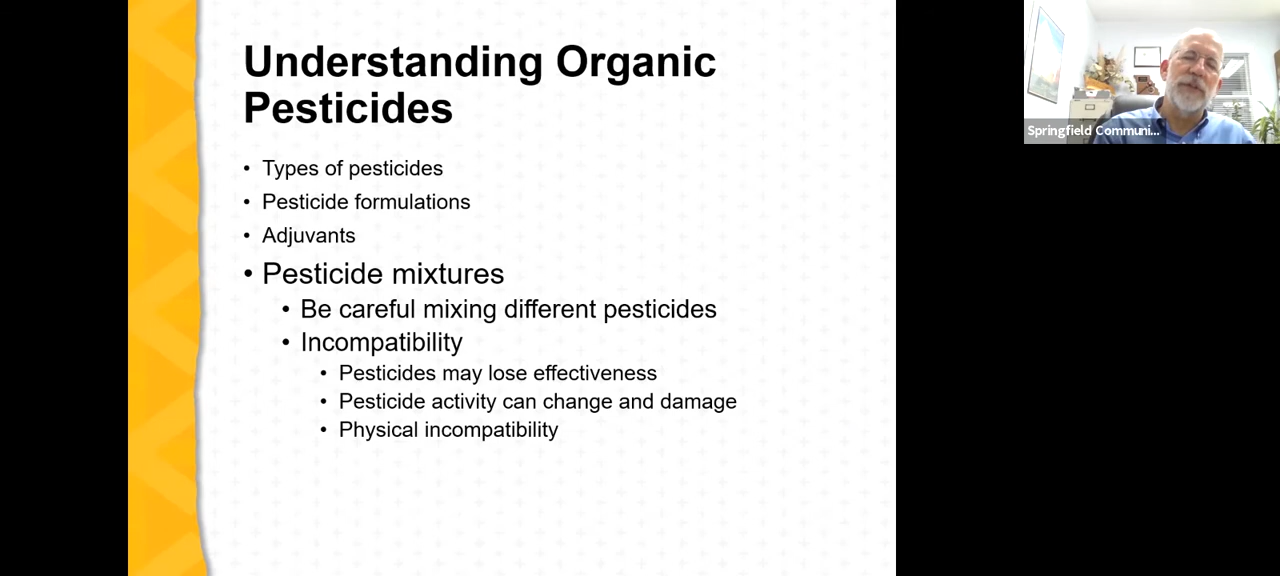 Understanding Organic
Pesticides
• Types of pesticides
• Pesticide formulations
• Adjuvants
• Pesticide mixtures
• Be careful mixing different pesticides
• Incompatibility
• Pesticides may lose effectiveness
• Pesticide activity can change and damage
• Physical incompatibility
Springfield Communi...